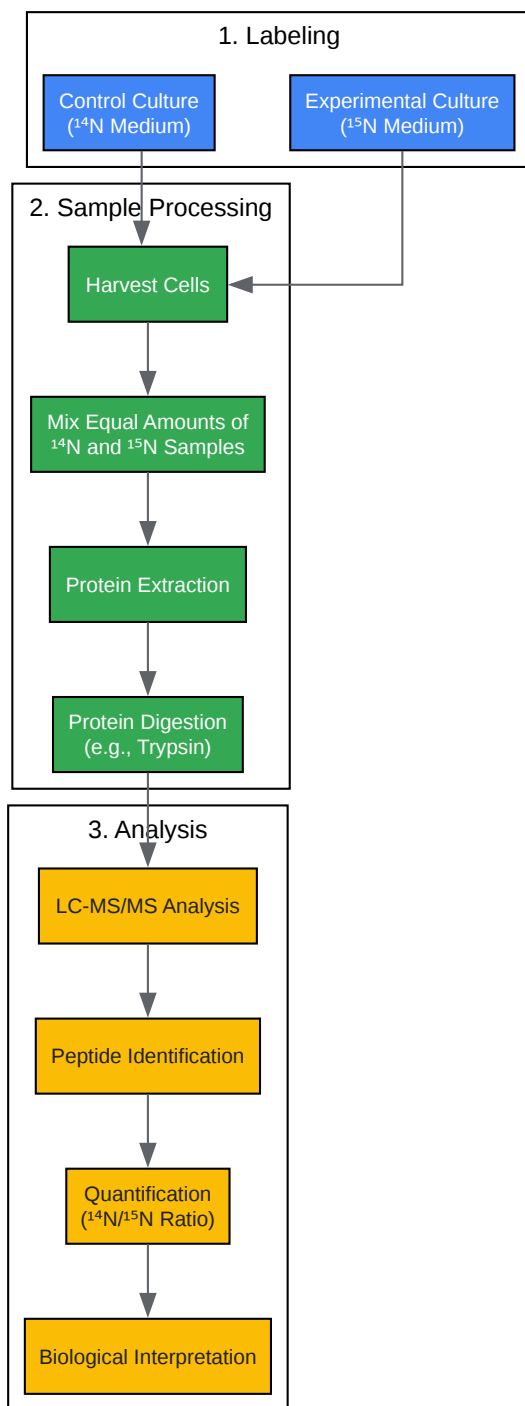 1. Labeling
Control Culture
(¹⁴N Medium)
Experimental Culture
(¹⁵N Medium)
2. Sample Processing
Harvest Cells
Mix Equal Amounts of
¹⁴N and ¹⁵N Samples
Protein Extraction
Protein Digestion
(e.g., Trypsin)
3. Analysis
LC-MS/MS Analysis
Peptide Identification
Quantification
(¹⁴N/¹⁵N Ratio)
Biological Interpretation